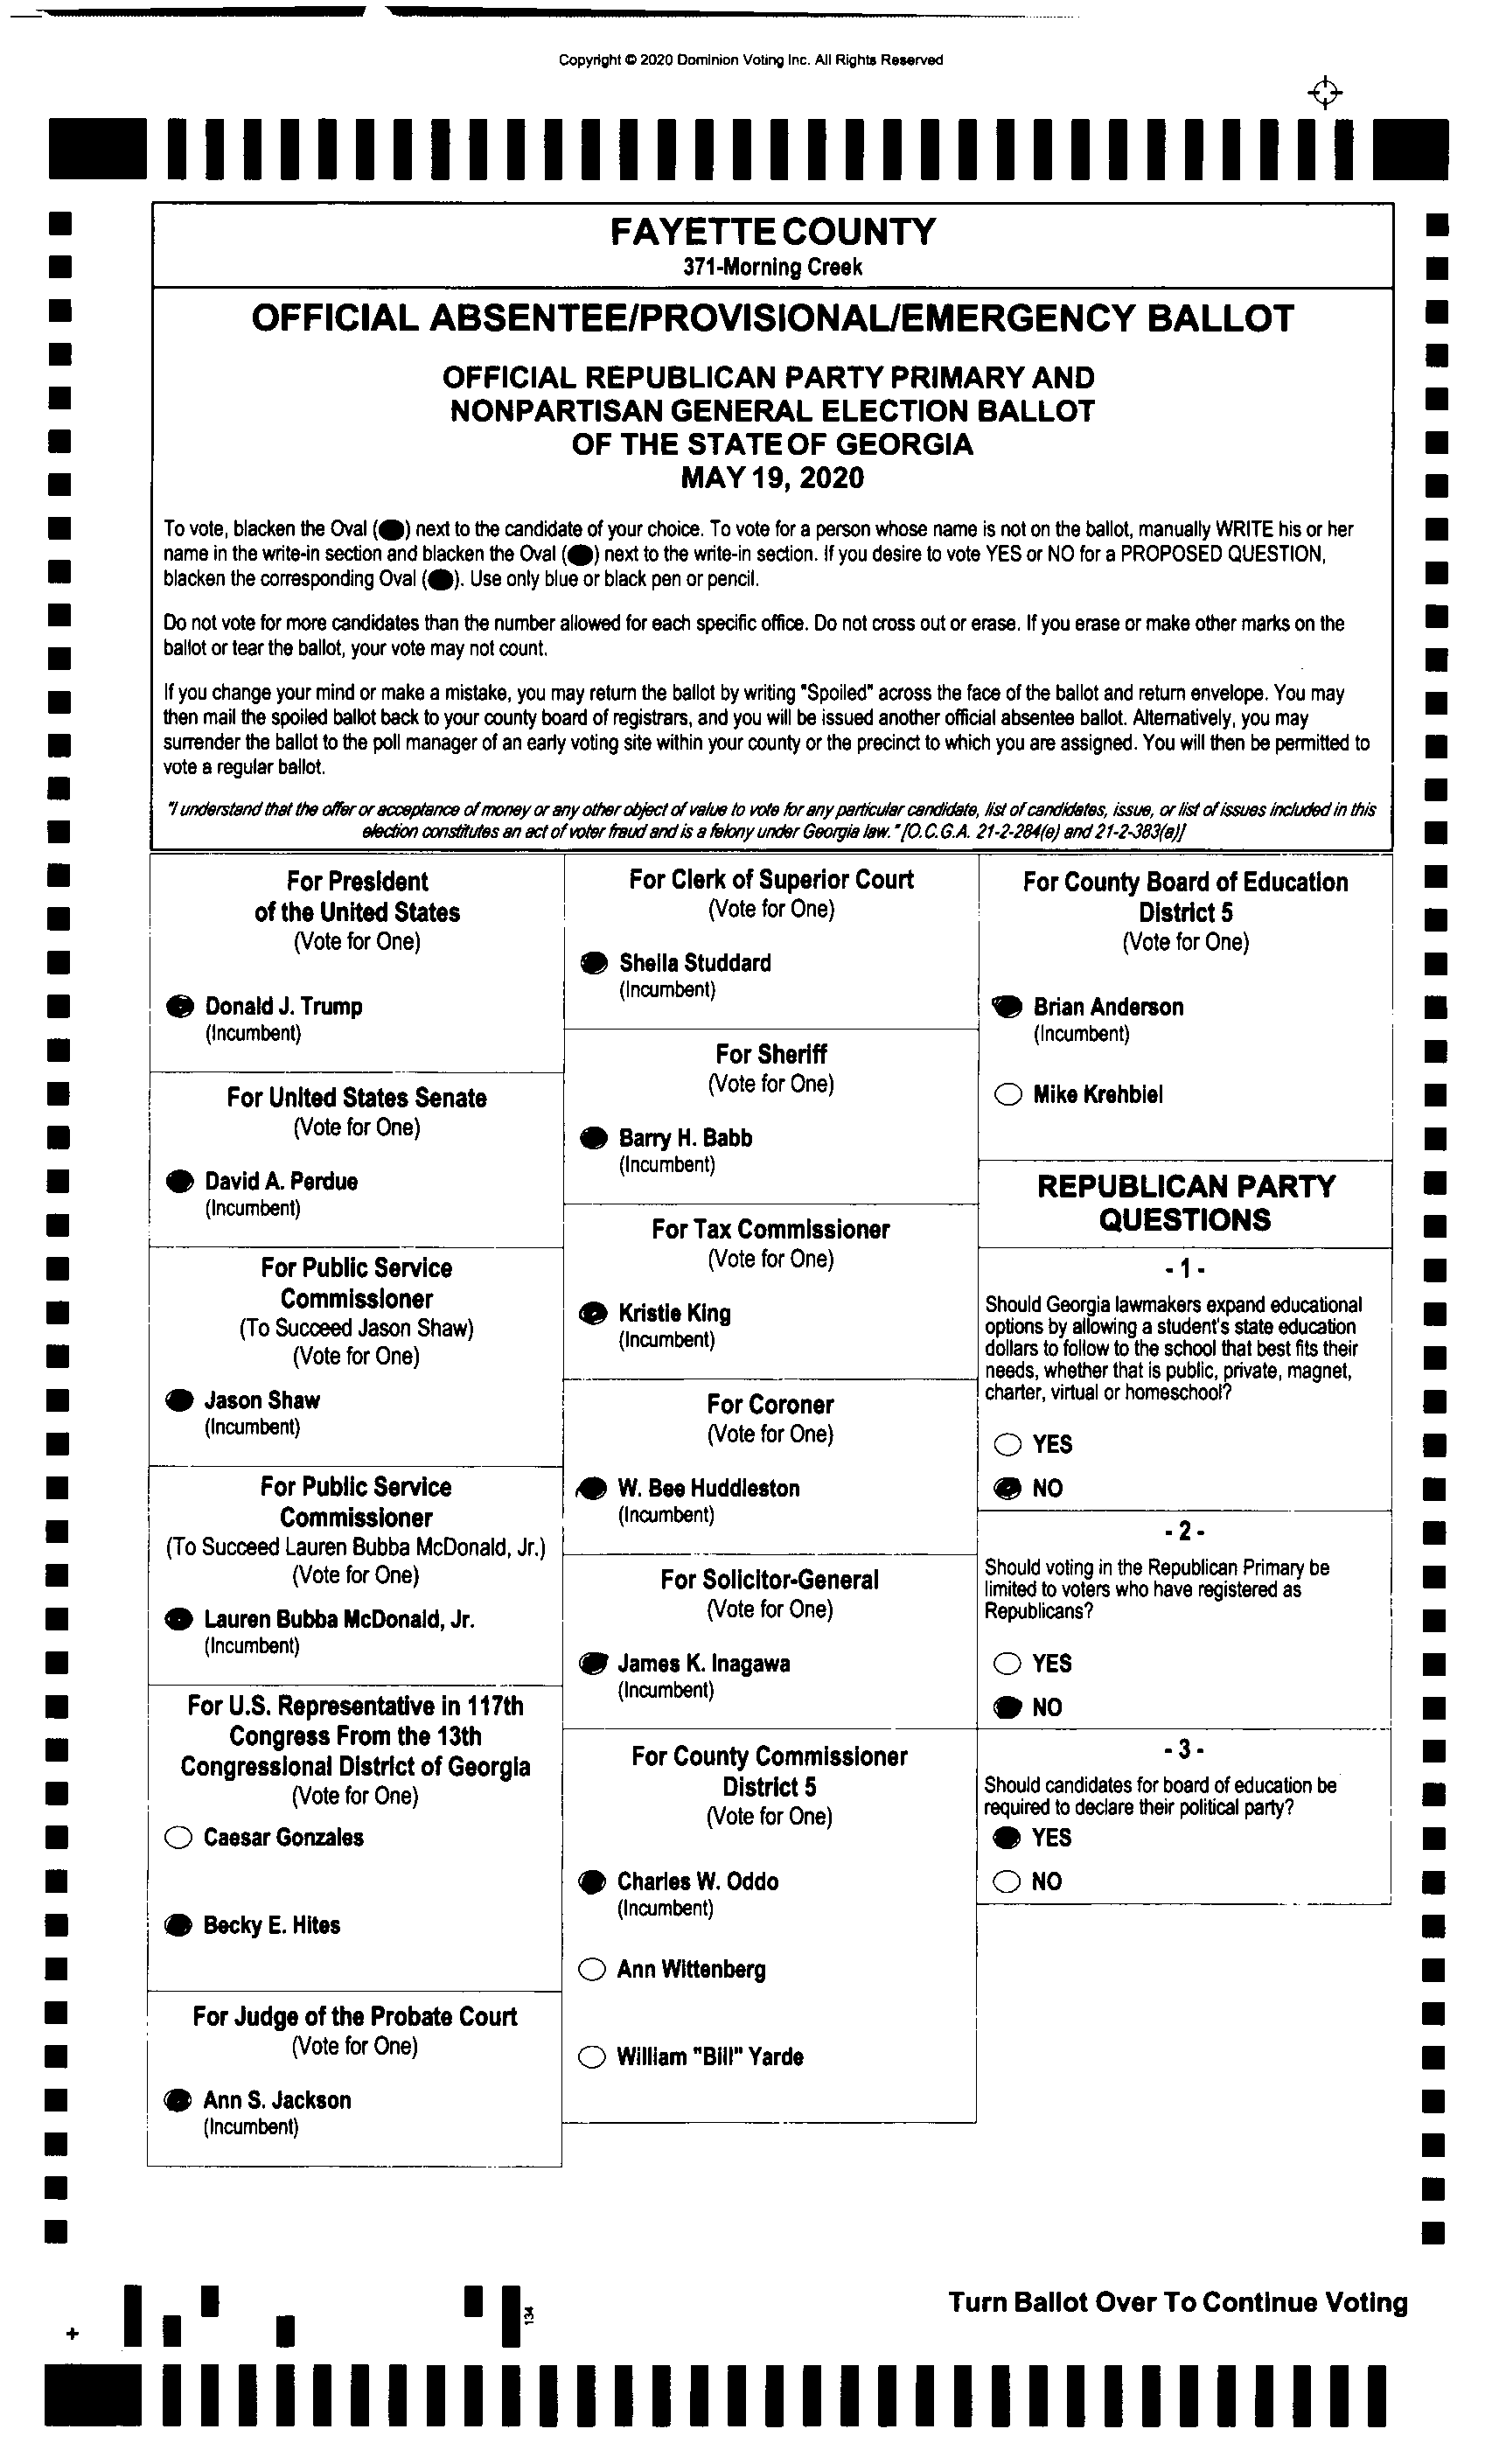 Copyright © 2020 Dominion Voting Inc. All Rights Reserved
FAYETTE COUNTY
371-Morning Creek
OFFICIAL ABSENTEE/PROVISIONAL/EMERGENCY BALLOT
OFFICIAL REPUBLICAN PARTY PRIMARY AND
NONPARTISAN GENERAL ELECTION BALLOT
OF THE STATE OF GEORGIA
MAY 19, 2020
To vote, blacken the Oval ( ) next to the candidate of your choice. To vote for a person whose name is not on the ballot, manually WRITE his or her
name in the write-in section and blacken the Oval ( ) next to the write-in section. If you desire to vote YES or NO for a PROPOSED QUESTION,
blacken the corresponding Oval ( ). Use only blue or black pen or pencil.
Do not vote for more candidates than the number allowed for each specific office. Do not cross out or erase. If you erase or make other marks on the
ballot or tear the ballot, your vote may not count.
If you change your mind or make a mistake, you may return the ballot by writing "Spoiled" across the face of the ballot and return envelope. You may
then mail the spoiled ballot back to your county board of registrars, and you will be issued another official absentee ballot. Alternatively, you may
surrender the ballot to the poll manager of an early voting site within your county or the precinct to which you are assigned. You will then be permitted to
vote a regular ballot.
"I understand that the offer or acceptance of money or any other object of value to vote for any particular candidate, list of candidates, issue, or list of issues included in this
election constitutes an act of voter fraud and is a felony under Georgia law." [O.C.G.A. 21-2-284(e) and 21-2-383(a)]
For President
of the United States
(Vote for One)
Donald J. Trump
(Incumbent)
For United States Senate
(Vote for One)
David A. Perdue
(Incumbent)
For Public Service
Commissioner
(To Succeed Jason Shaw)
(Vote for One)
Jason Shaw
(Incumbent)
For Public Service
Commissioner
(To Succeed Lauren Bubba McDonald, Jr.)
(Vote for One)
Lauren Bubba McDonald, Jr.
(Incumbent)
For U.S. Representative in 117th
Congress From the 13th
Congressional District of Georgia
(Vote for One)
Caesar Gonzales
Becky E. Hites
For Judge of the Probate Court
(Vote for One)
Ann S. Jackson
(Incumbent)
For Clerk of Superior Court
(Vote for One)
Sheila Studdard
(Incumbent)
For Sheriff
(Vote for One)
Barry H. Babb
(Incumbent)
For Tax Commissioner
(Vote for One)
Kristie King
(Incumbent)
For Coroner
(Vote for One)
W. Bee Huddleston
(Incumbent)
For Solicitor-General
(Vote for One)
James K. Inagawa
(Incumbent)
For County Commissioner
District 5
(Vote for One)
Charles W. Oddo
(Incumbent)
Ann Wittenberg
William "Bill" Yarde
For County Board of Education
District 5
(Vote for One)
Brian Anderson
(Incumbent)
Mike Krehbiel
REPUBLICAN PARTY
QUESTIONS
- 1 -
Should Georgia lawmakers expand educational
options by allowing a student's state education
dollars to follow to the school that best fits their
needs, whether that is public, private, magnet,
charter, virtual or homeschool?
YES
NO
- 2 -
Should voting in the Republican Primary be
limited to voters who have registered as
Republicans?
YES
NO
- 3 -
Should candidates for board of education be
required to declare their political party?
YES
NO
134
Turn Ballot Over To Continue Voting